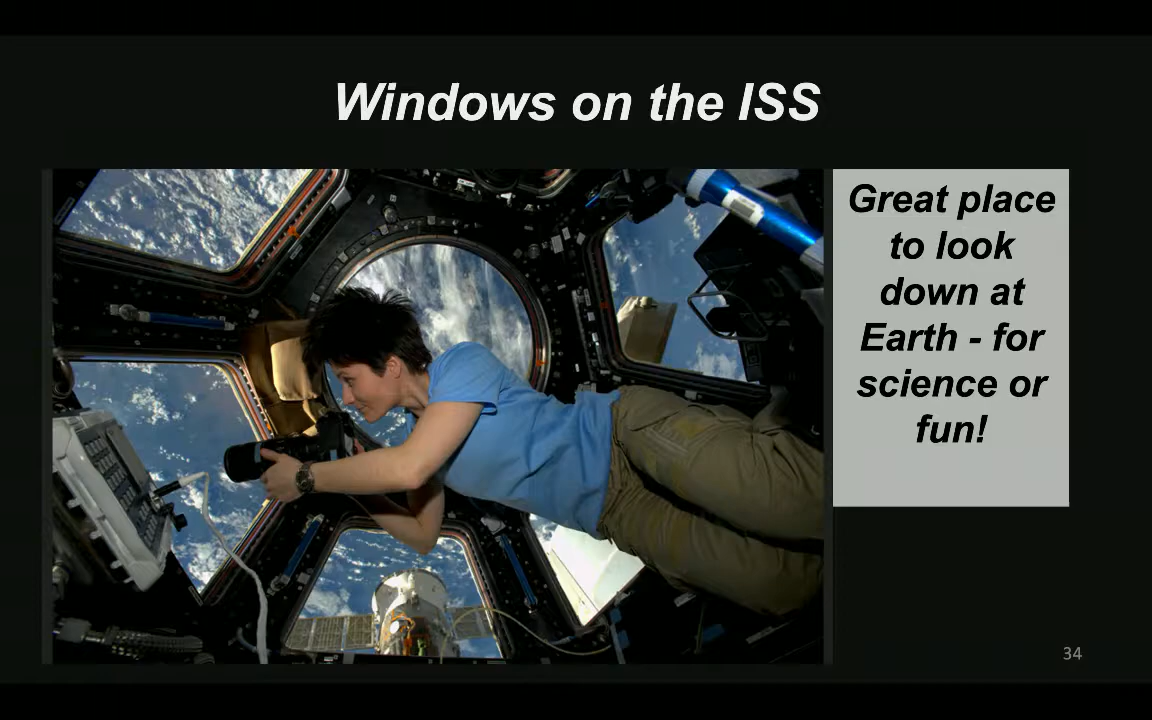 Windows on the ISS
Great place
to look
down at
Earth - for
science or
fun!
34